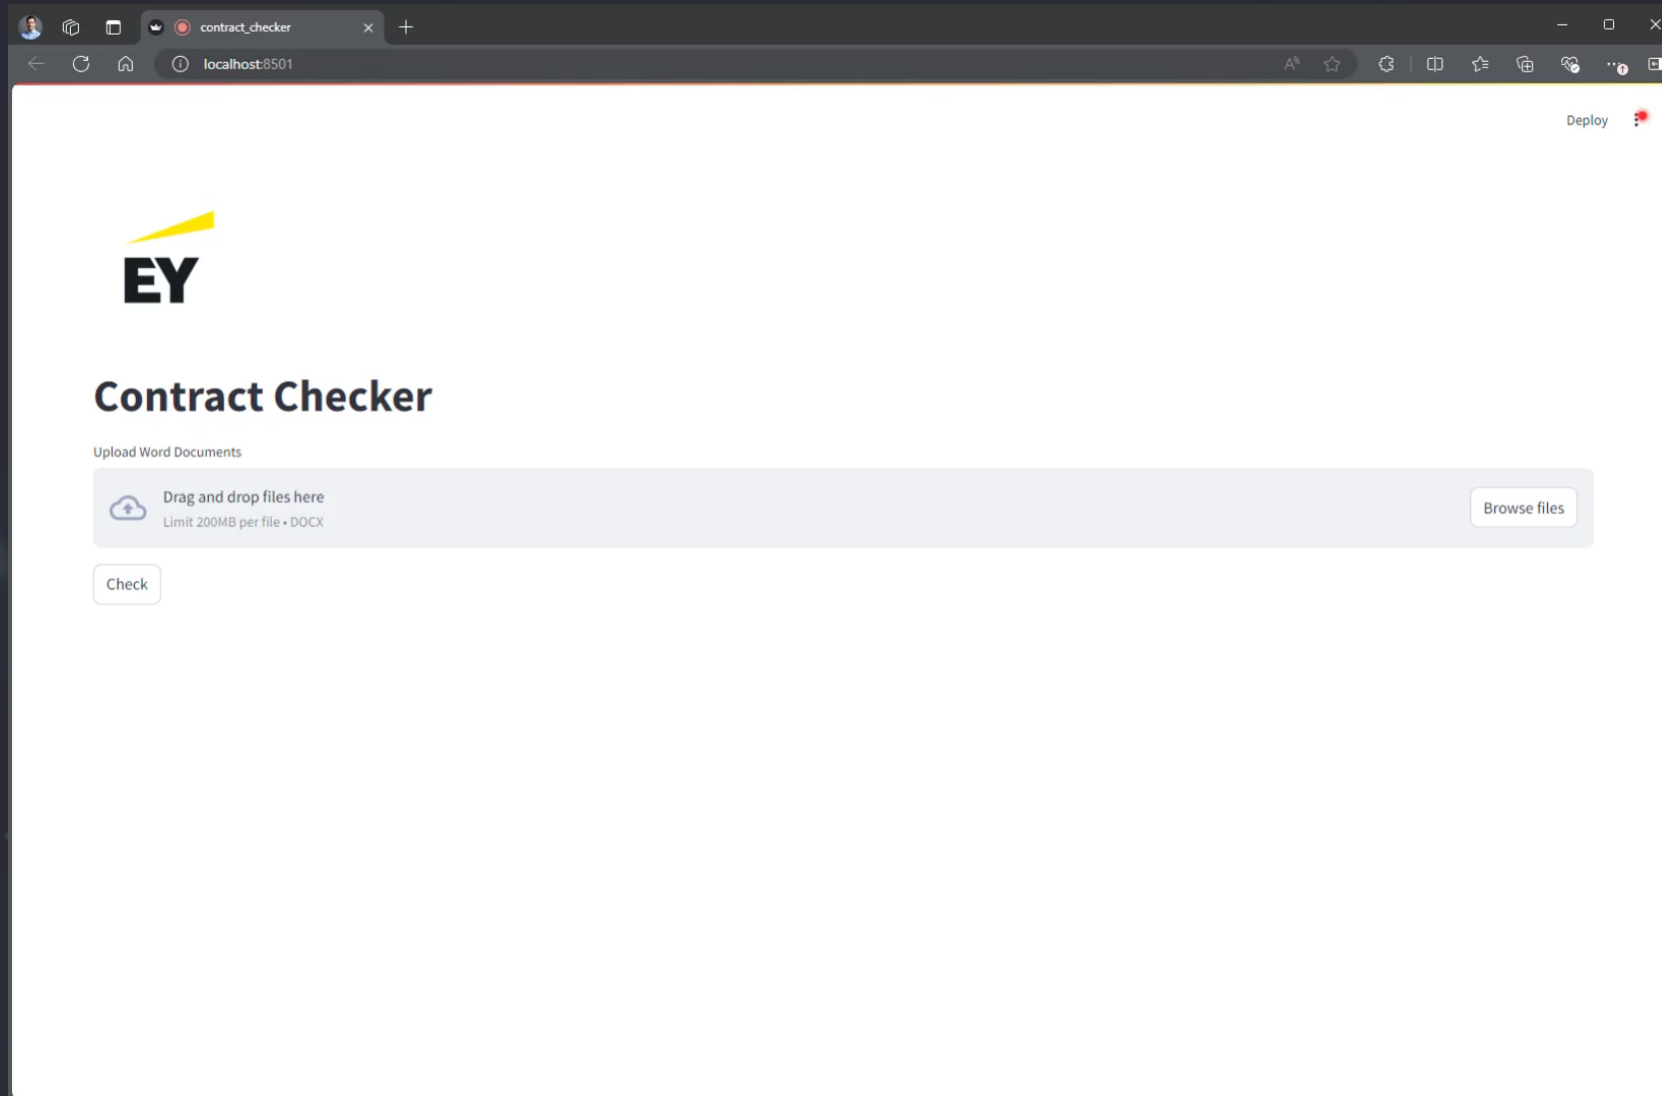 contract_checker
localhost:8501
Deploy
EY
Contract Checker
Upload Word Documents
Drag and drop files here
Limit 200MB per file • DOCX
Browse files
Check